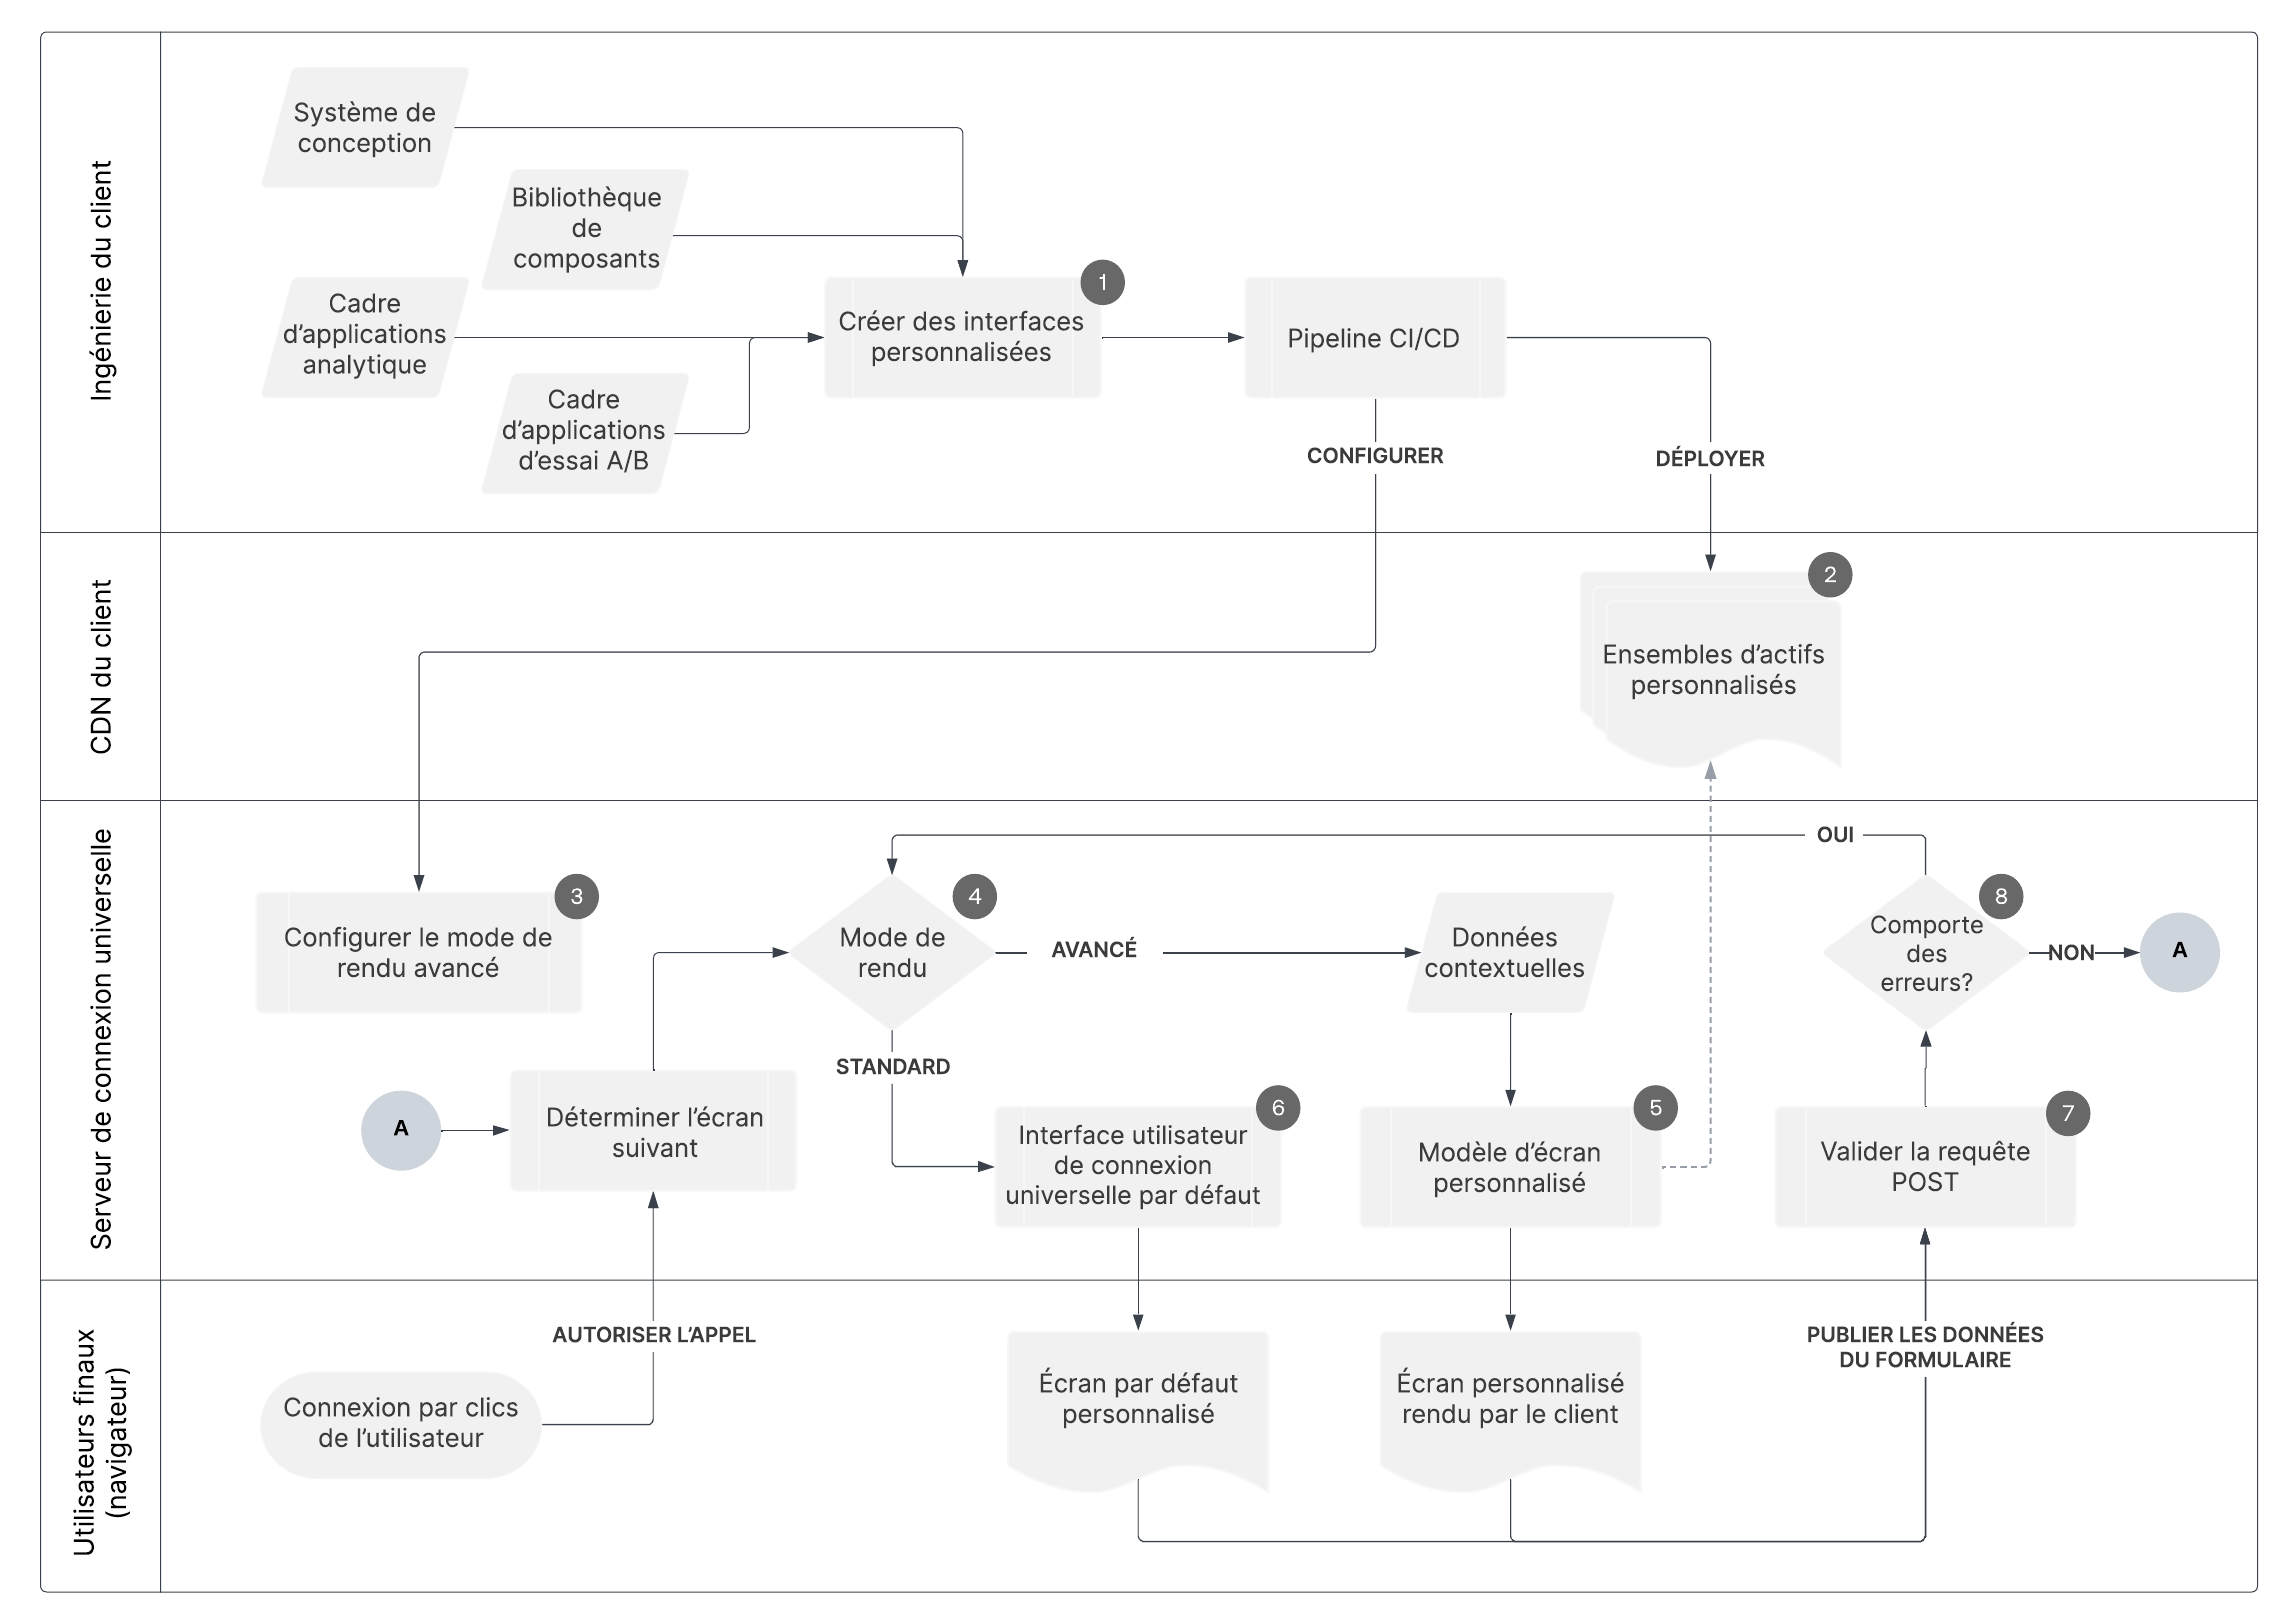 Ingénierie du client
Système de
conception
Bibliothèque
de
composants
Cadre
d’applications
analytique
Cadre
d’applications
d’essai A/B
1
Créer des interfaces
personnalisées
Pipeline CI/CD
CONFIGURER
DÉPLOYER
CDN du client
2
Ensembles d’actifs
personnalisés
Serveur de connexion universelle
OUI
3
Configurer le mode de
rendu avancé
4
Mode de
rendu
AVANCÉ
Données
contextuelles
8
Comporte
des
erreurs?
NON
A
STANDARD
A
Déterminer l’écran
suivant
6
Interface utilisateur
de connexion
universelle par défaut
5
Modèle d’écran
personnalisé
7
Valider la requête
POST
Utilisateurs finaux
(navigateur)
AUTORISER L’APPEL
PUBLIER LES DONNÉES
DU FORMULAIRE
Connexion par clics
de l’utilisateur
Écran par défaut
personnalisé
Écran personnalisé
rendu par le client